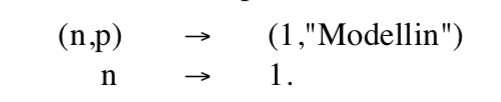 (n,p) → (1,"Modellin")
n → 1.